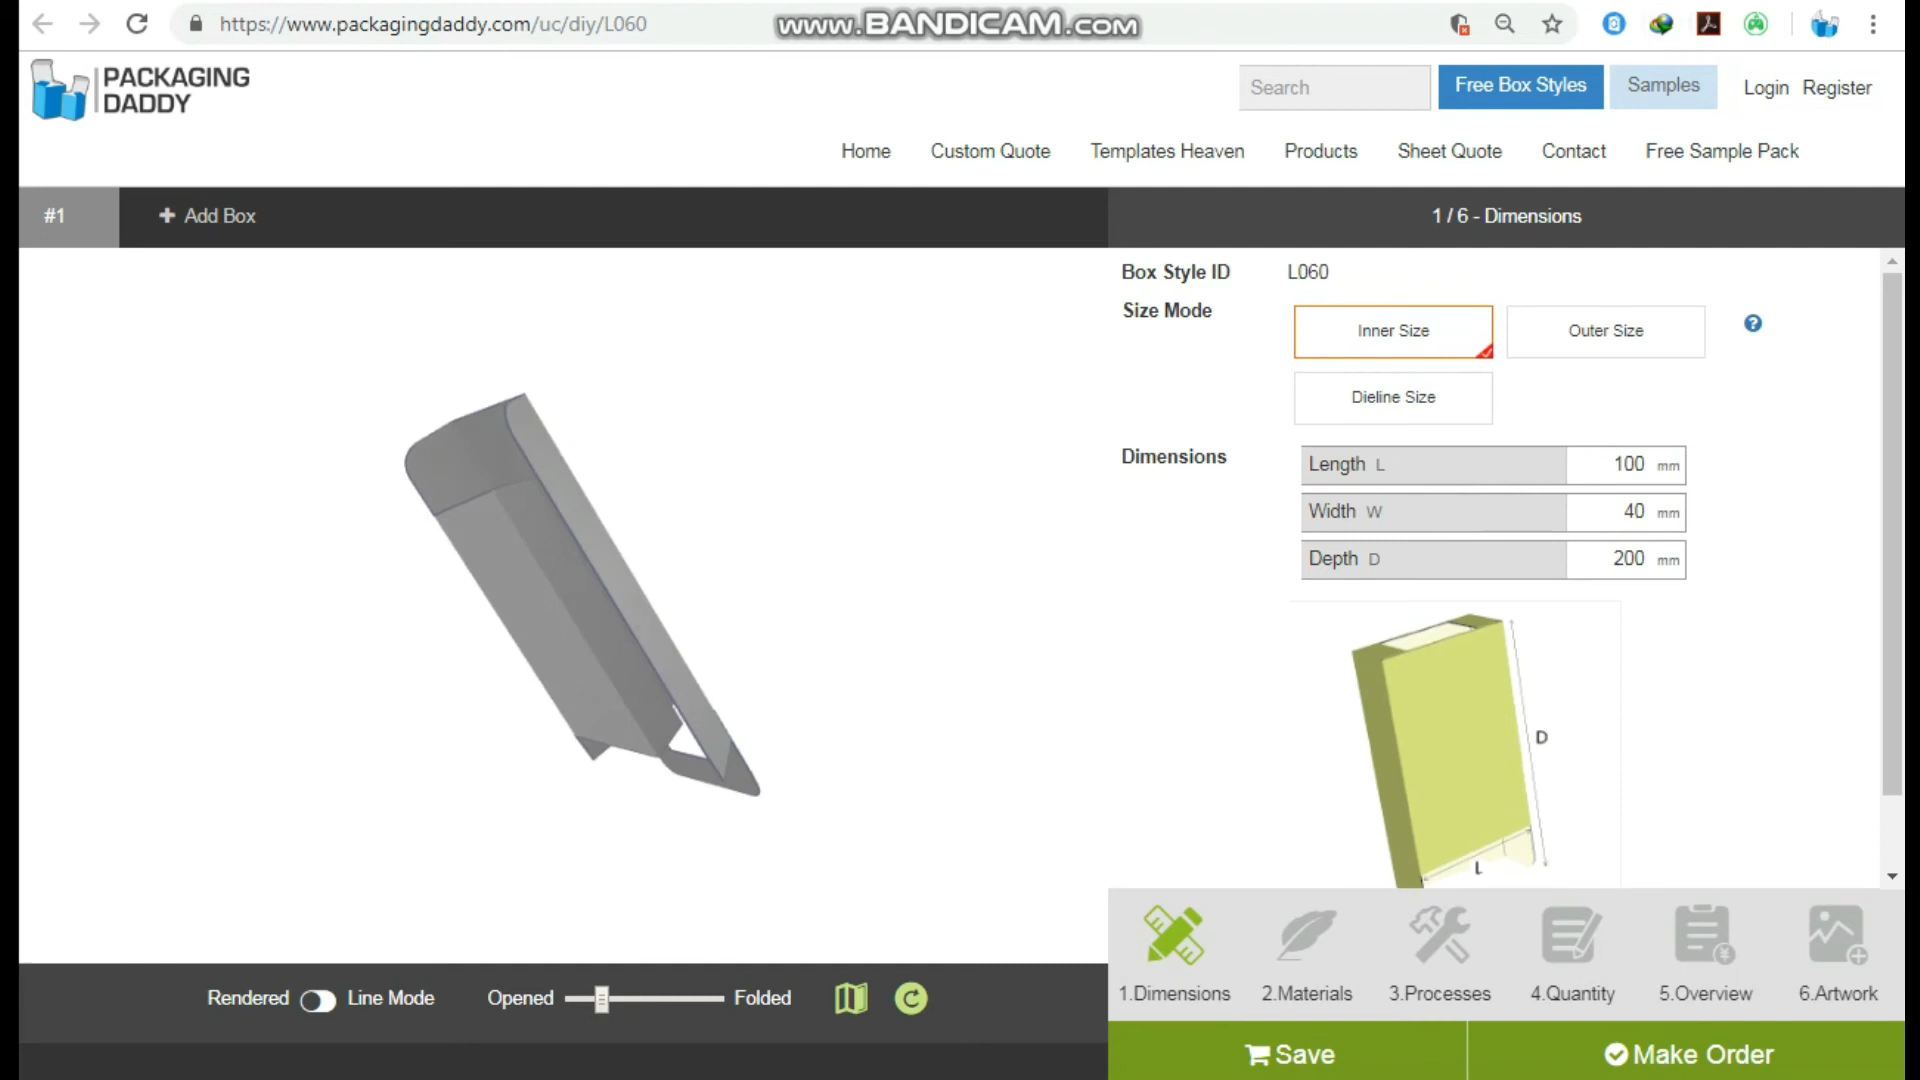 https://www.packagingdaddy.com/uc/diy/L060
www.BANDICAM.com
PACKAGING
DADDY
Search
Free Box Styles
Samples
Login
Register
Home
Custom Quote
Templates Heaven
Products
Sheet Quote
Contact
Free Sample Pack
#1
Add Box
1 / 6 - Dimensions
Box Style ID
L060
Size Mode
Inner Size
Outer Size
Dieline Size
Dimensions
Length L 100 mm
Width W 40 mm
Depth D 200 mm
D
L
Rendered
Line Mode
Opened
Folded
1.Dimensions
2.Materials
3.Processes
4.Quantity
5.Overview
6.Artwork
Save
Make Order